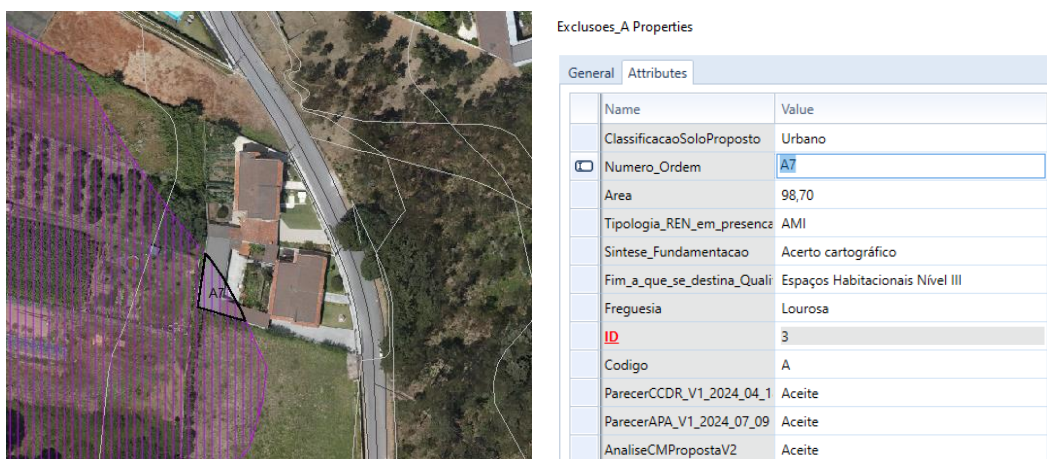 A7
Exclusoes_A Properties
General Attributes
Name Value
ClassificacaoSoloProposto Urbano
Numero_Ordem A7
Area 98,70
Tipologia_REN_em_presenca AMI
Sintese_Fundamentacao Acerto cartográfico
Fim_a_que_se_destina_Quali Espaços Habitacionais Nível III
Freguesia Lourosa
ID 3
Codigo A
ParecerCCDR_V1_2024_04_1 Aceite
ParecerAPA_V1_2024_07_09 Aceite
AnaliseCMPropostaV2 Aceite